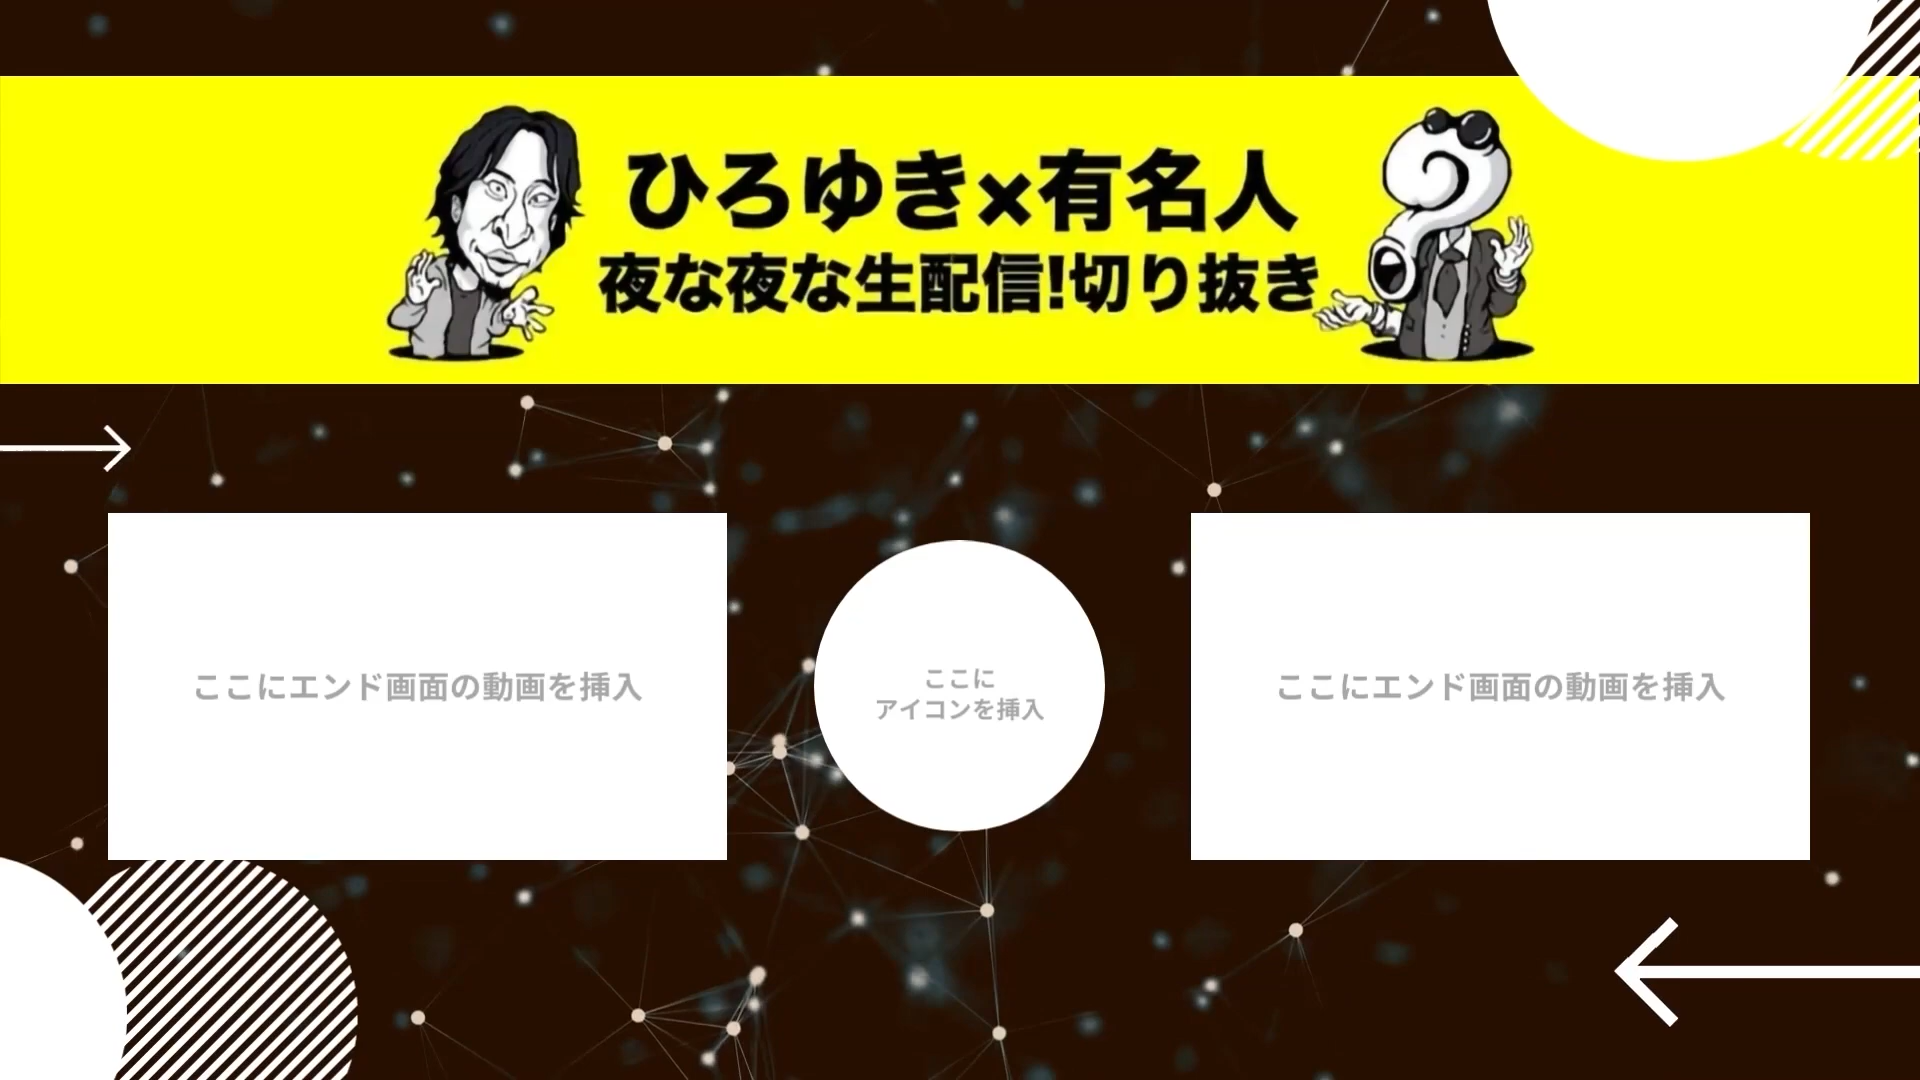 ひろゆき×有名人
夜な夜な生配信!切り抜き
ここにエンド画面の動画を挿入
ここに
アイコンを挿入
ここにエンド画面の動画を挿入